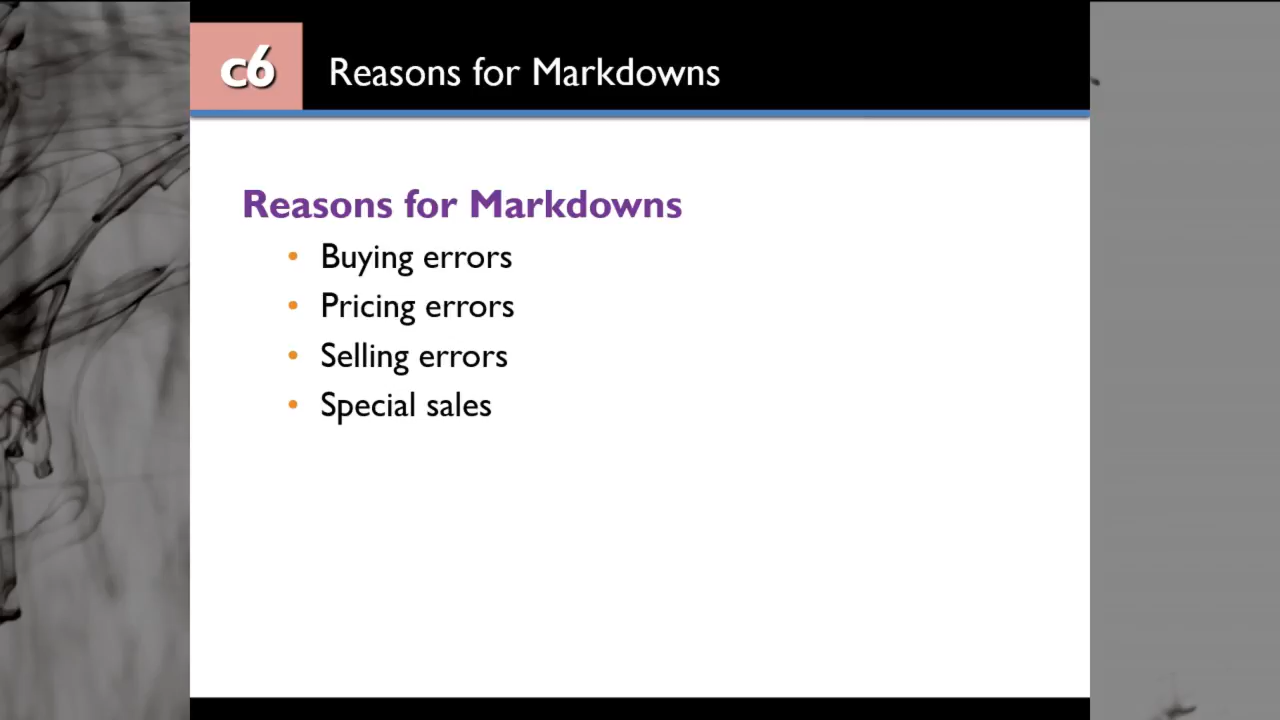 c6
Reasons for Markdowns
Reasons for Markdowns
• Buying errors
• Pricing errors
• Selling errors
• Special sales